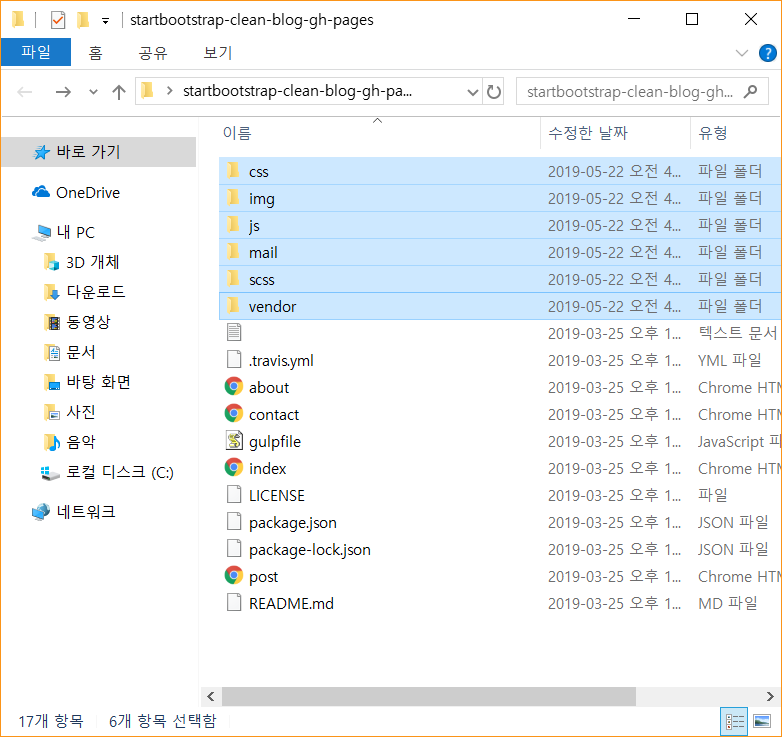 startbootstrap-clean-blog-gh-pages
파일 홈 공유 보기
startbootstrap-clean-blog-gh-pa... startbootstrap-clean-blog-gh...
이름 수정한 날짜 유형
바로 가기
OneDrive
내 PC
3D 개체
다운로드
동영상
문서
바탕 화면
사진
음악
로컬 디스크 (C:)
네트워크
css 2019-05-22 오전 4... 파일 폴더
img 2019-05-22 오전 4... 파일 폴더
js 2019-05-22 오전 4... 파일 폴더
mail 2019-05-22 오전 4... 파일 폴더
scss 2019-05-22 오전 4... 파일 폴더
vendor 2019-05-22 오전 4... 파일 폴더
2019-03-25 오후 1... 텍스트 문서
.travis.yml 2019-03-25 오후 1... YML 파일
about 2019-03-25 오후 1... Chrome HTM
contact 2019-03-25 오후 1... Chrome HTM
gulpfile 2019-03-25 오후 1... JavaScript 파
index 2019-03-25 오후 1... Chrome HTM
LICENSE 2019-03-25 오후 1... 파일
package.json 2019-03-25 오후 1... JSON 파일
package-lock.json 2019-03-25 오후 1... JSON 파일
post 2019-03-25 오후 1... Chrome HTM
README.md 2019-03-25 오후 1... MD 파일
17개 항목 6개 항목 선택함